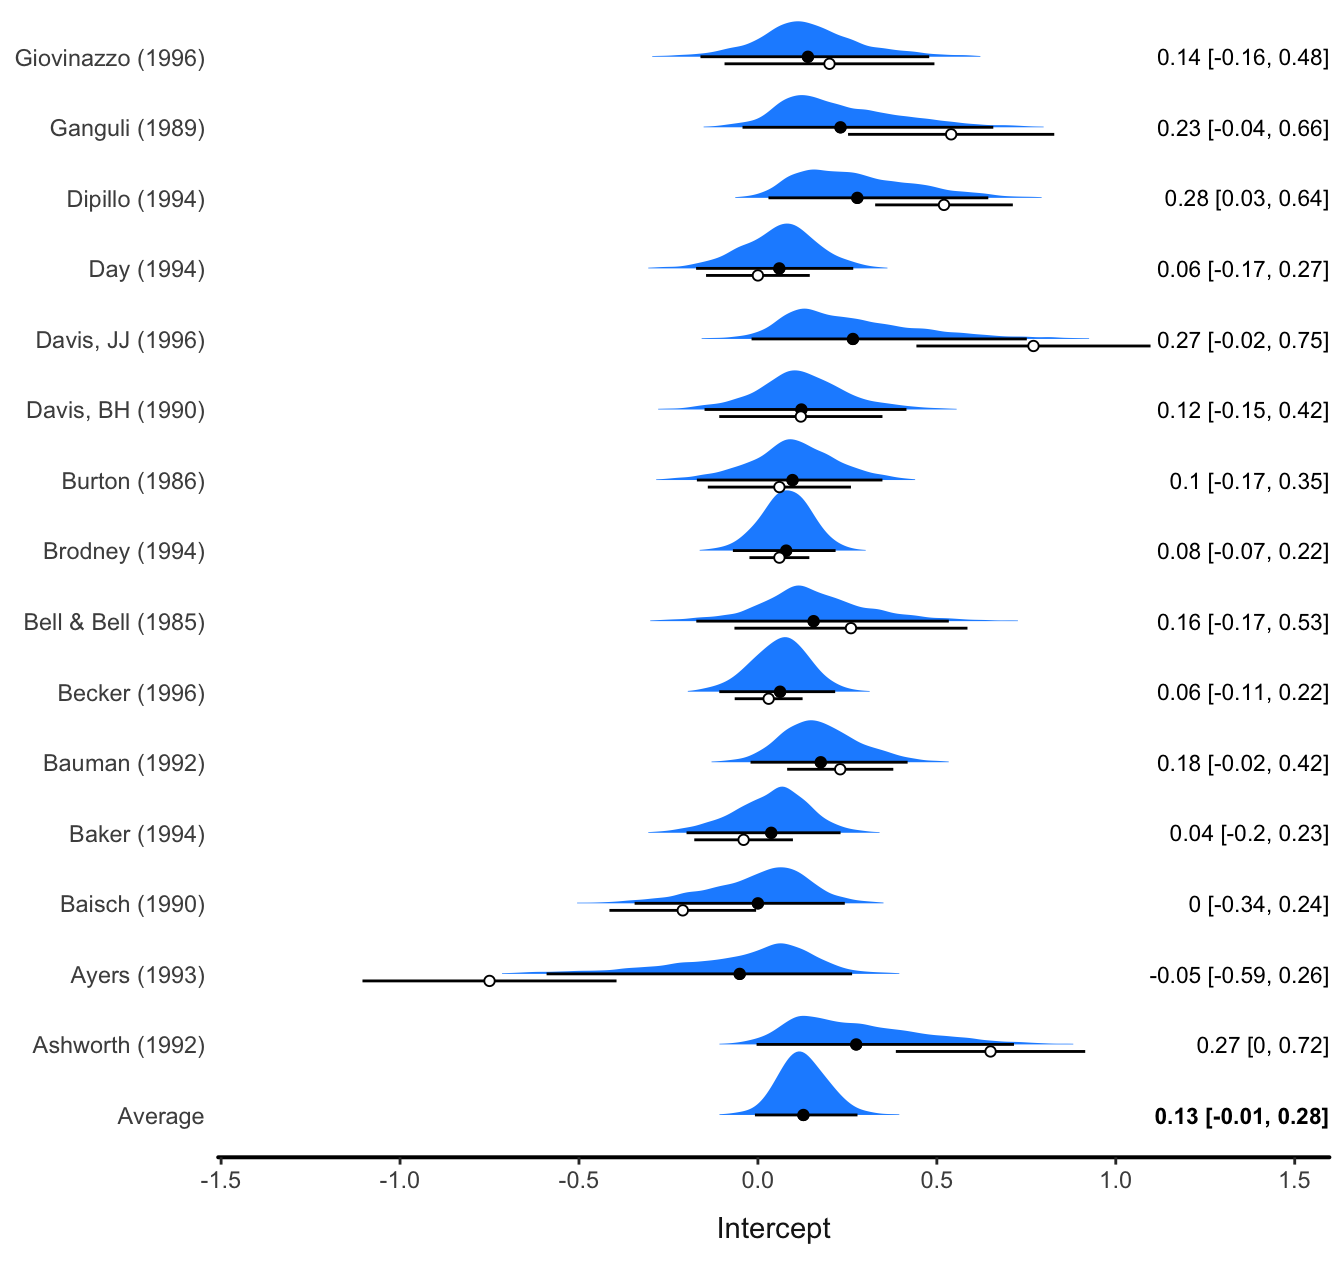 Giovinazzo (1996) 0.14 [-0.16, 0.48]
Ganguli (1989) 0.23 [-0.04, 0.66]
Dipillo (1994) 0.28 [0.03, 0.64]
Day (1994) 0.06 [-0.17, 0.27]
Davis, JJ (1996) 0.27 [-0.02, 0.75]
Davis, BH (1990) 0.12 [-0.15, 0.42]
Burton (1986) 0.1 [-0.17, 0.35]
Brodney (1994) 0.08 [-0.07, 0.22]
Bell & Bell (1985) 0.16 [-0.17, 0.53]
Becker (1996) 0.06 [-0.11, 0.22]
Bauman (1992) 0.18 [-0.02, 0.42]
Baker (1994) 0.04 [-0.2, 0.23]
Baisch (1990) 0 [-0.34, 0.24]
Ayers (1993) -0.05 [-0.59, 0.26]
Ashworth (1992) 0.27 [0, 0.72]
Average 0.13 [-0.01, 0.28]
-1.5 -1.0 -0.5 0.0 0.5 1.0 1.5
Intercept